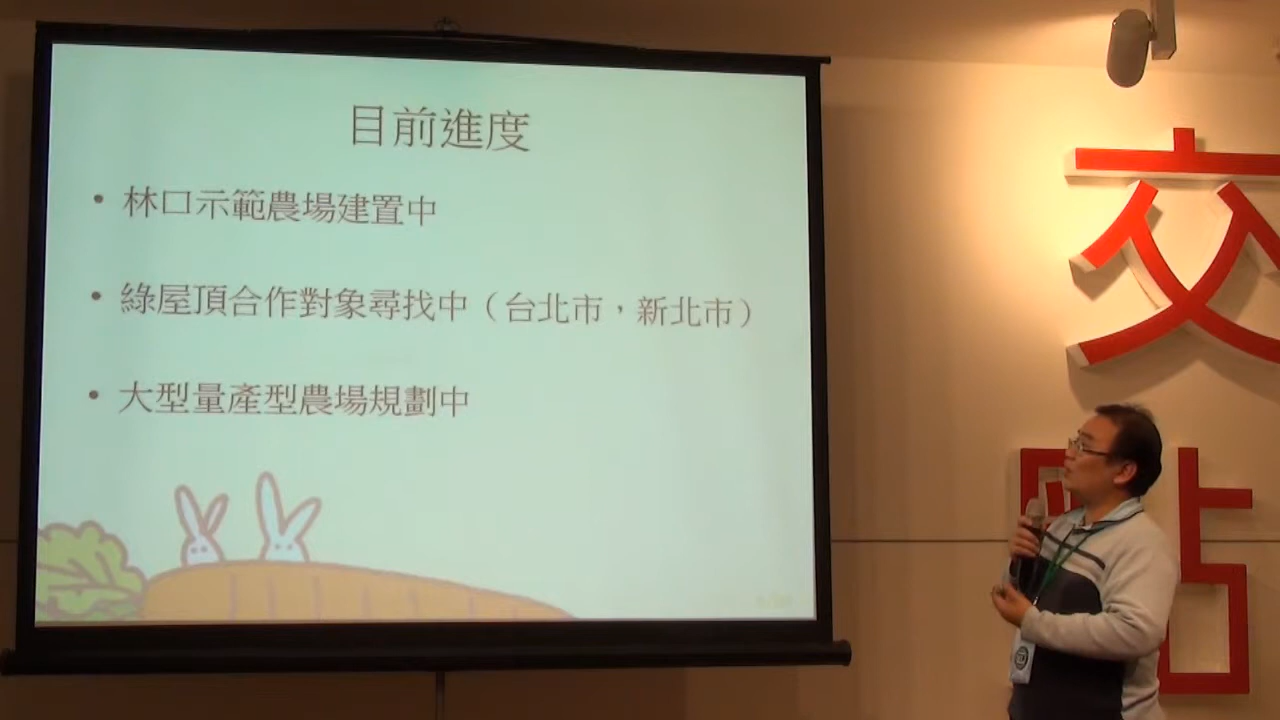 目前進度
• 林口示範農場建置中
• 綠屋頂合作對象尋找中（台北市，新北市）
• 大型量產型農場規劃中
交
點